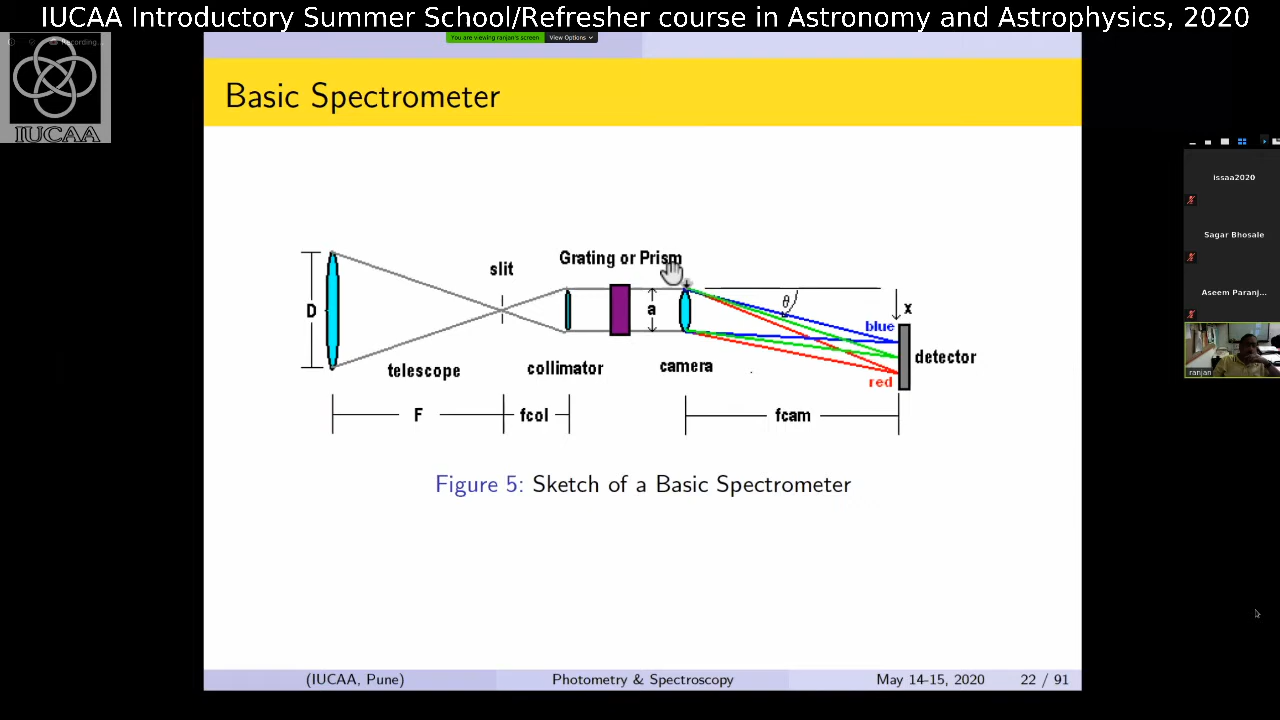 IUCAA Introductory Summer School/Refresher course in Astronomy and Astrophysics, 2020
Recording...
You are viewing ranjan's screen
View Options
IUCAA
Basic Spectrometer
Grating or Prism
slit
D
a
θ
x
blue
detector
telescope
collimator
camera
red
F
fcol
fcam
Figure 5: Sketch of a Basic Spectrometer
(IUCAA, Pune)
Photometry & Spectroscopy
May 14-15, 2020
22 / 91
issaa2020
Sagar Bhosale
Aseem Paranj...
ranjan